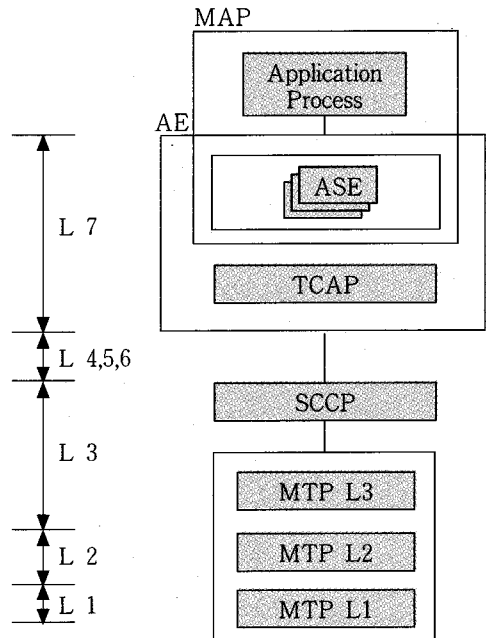 MAP
Application
Process
AE
ASE
L 7
TCAP
L 4,5,6
SCCP
L 3
MTP L3
L 2
MTP L2
L 1
MTP L1